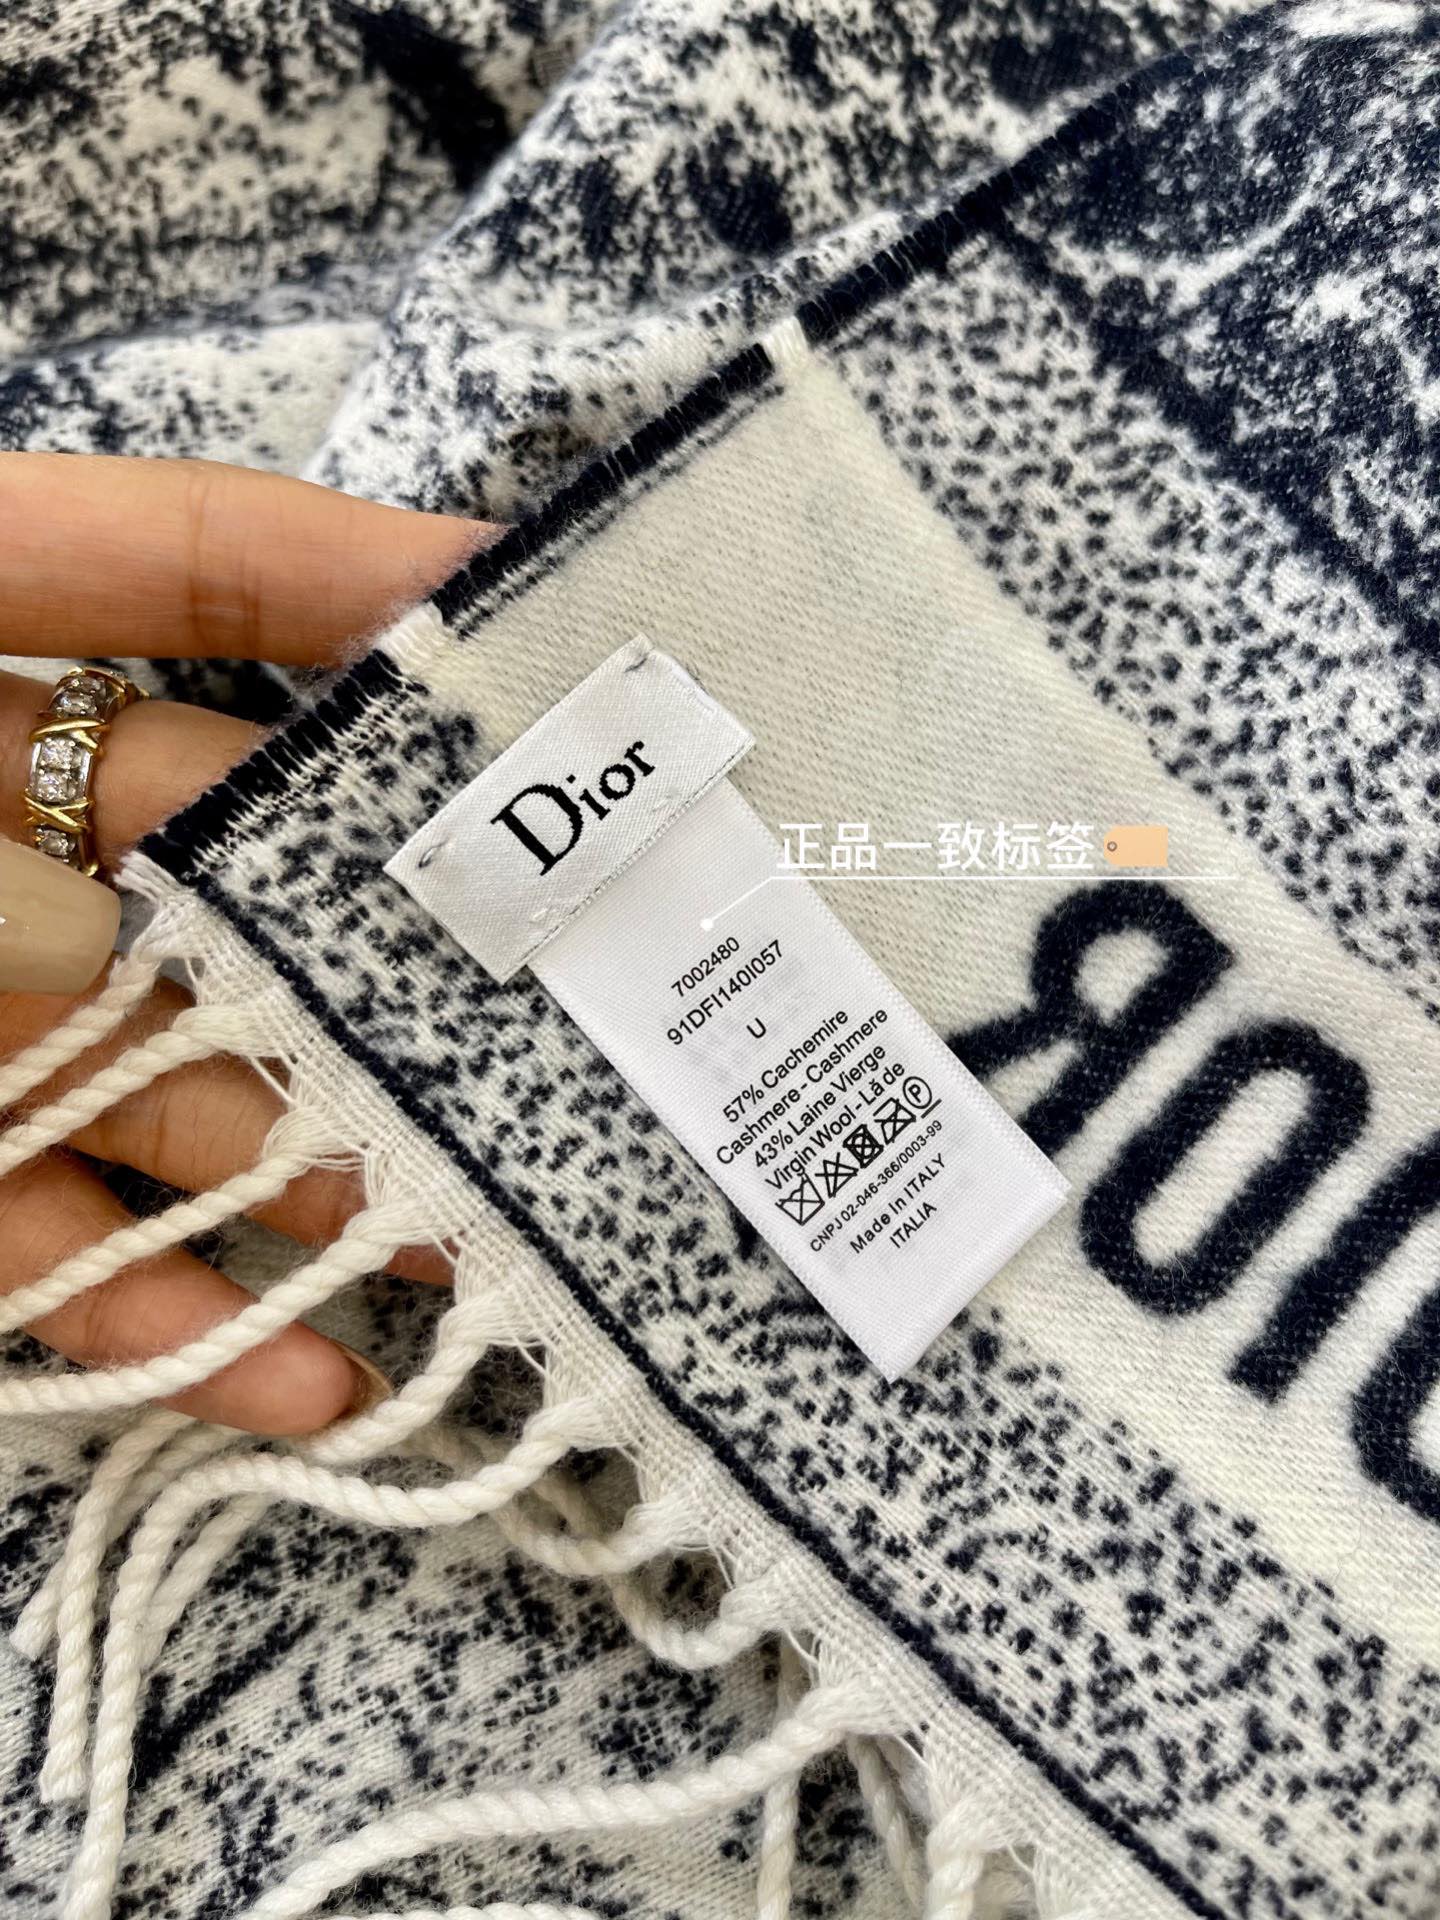 Dior
正品一致标签
7002480
91DFI140I057
U
57% Cachemire
Cashmere - Cashmere
43% Laine Vierge
Virgin Wool - Lã de
P
CNPJ 02-046-366/0003-99
Made In ITALY
ITALIA